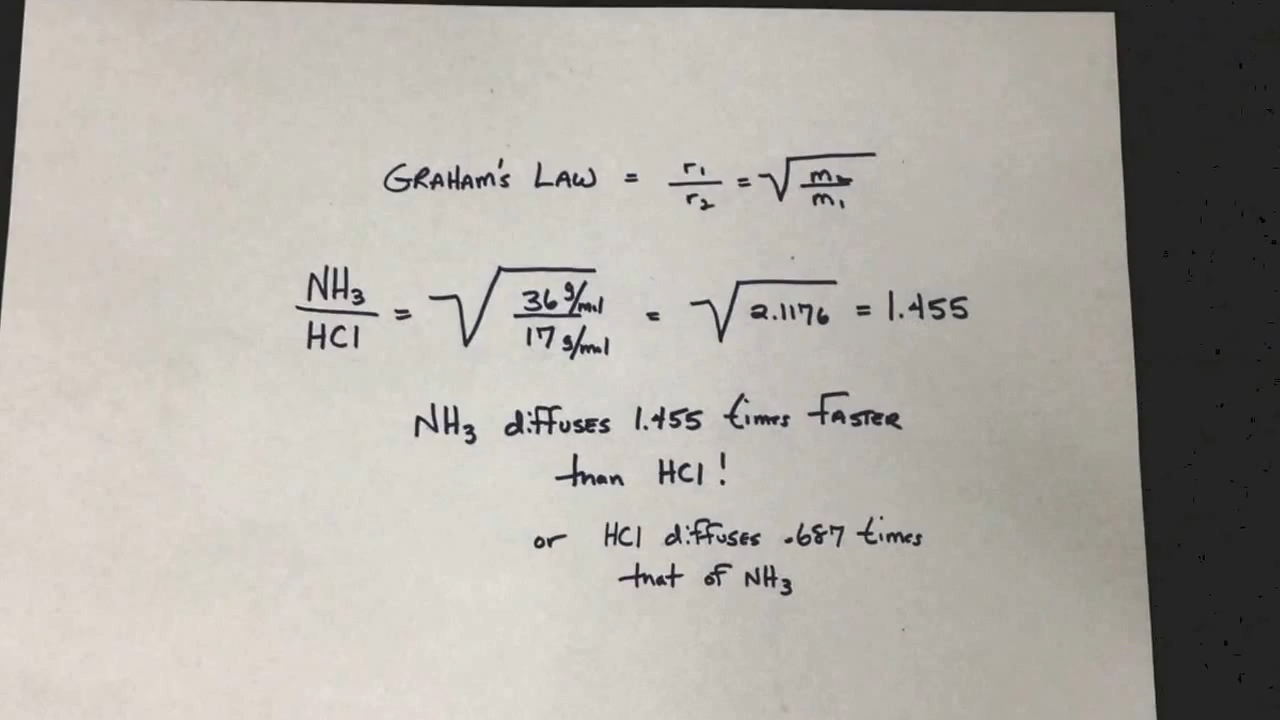 GRAHAM's LAW = r₁/r₂ = √(m₂/m₁)
NH₃/HCl = √(36 g/mol / 17 g/mol) = √2.1176 = 1.455
NH₃ diffuses 1.455 times FASTER
than HCl!
or HCl diffuses .687 times
that of NH₃